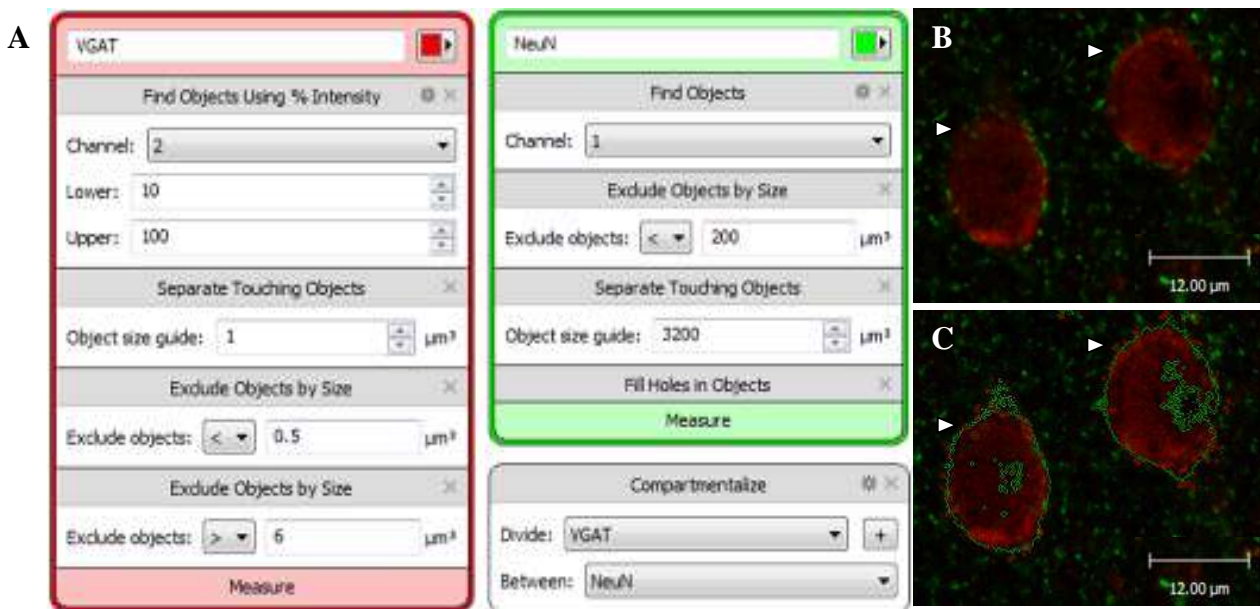 A
VGAT
Find Objects Using % Intensity
Channel: 2
Lower: 10
Upper: 100
Separate Touching Objects
Object size guide: 1 µm³
Exclude Objects by Size
Exclude objects: < 0.5 µm³
Exclude Objects by Size
Exclude objects: > 6 µm³
Measure
NeuN
Find Objects
Channel: 1
Exclude Objects by Size
Exclude objects: < 200 µm³
Separate Touching Objects
Object size guide: 3200 µm³
Fill Holes in Objects
Measure
Compartmentalize
Divide: VGAT +
Between: NeuN
B
12.00 µm
C
12.00 µm